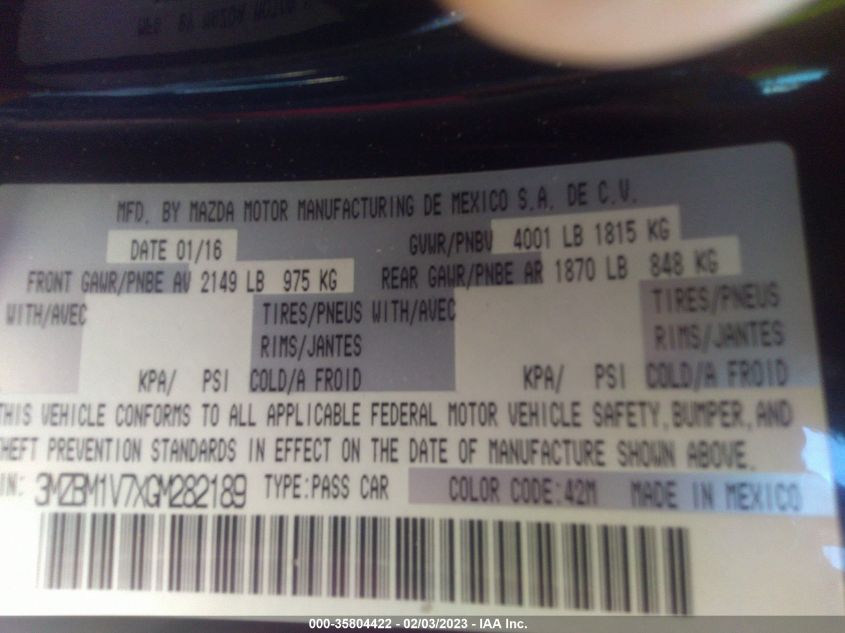 MFD. BY MAZDA MOTOR MANUFACTURING DE MEXICO S.A. DE C.V.
DATE 01/16 GVWR/PNBV 4001 LB 1815 KG
FRONT GAWR/PNBE AV 2149 LB 975 KG REAR GAWR/PNBE AR 1870 LB 848 KG
WITH/AVEC TIRES/PNEUS WITH/AVEC TIRES/PNEUS
RIMS/JANTES RIMS/JANTES
KPA/ PSI COLD/A FROID KPA/ PSI COLD/A FROID
THIS VEHICLE CONFORMS TO ALL APPLICABLE FEDERAL MOTOR VEHICLE SAFETY, BUMPER, AND
THEFT PREVENTION STANDARDS IN EFFECT ON THE DATE OF MANUFACTURE SHOWN ABOVE.
IN: 3MZBM1V7XGM282189 TYPE:PASS CAR COLOR CODE:42M MADE IN MEXICO
000-35804422 - 02/03/2023 - IAA Inc.